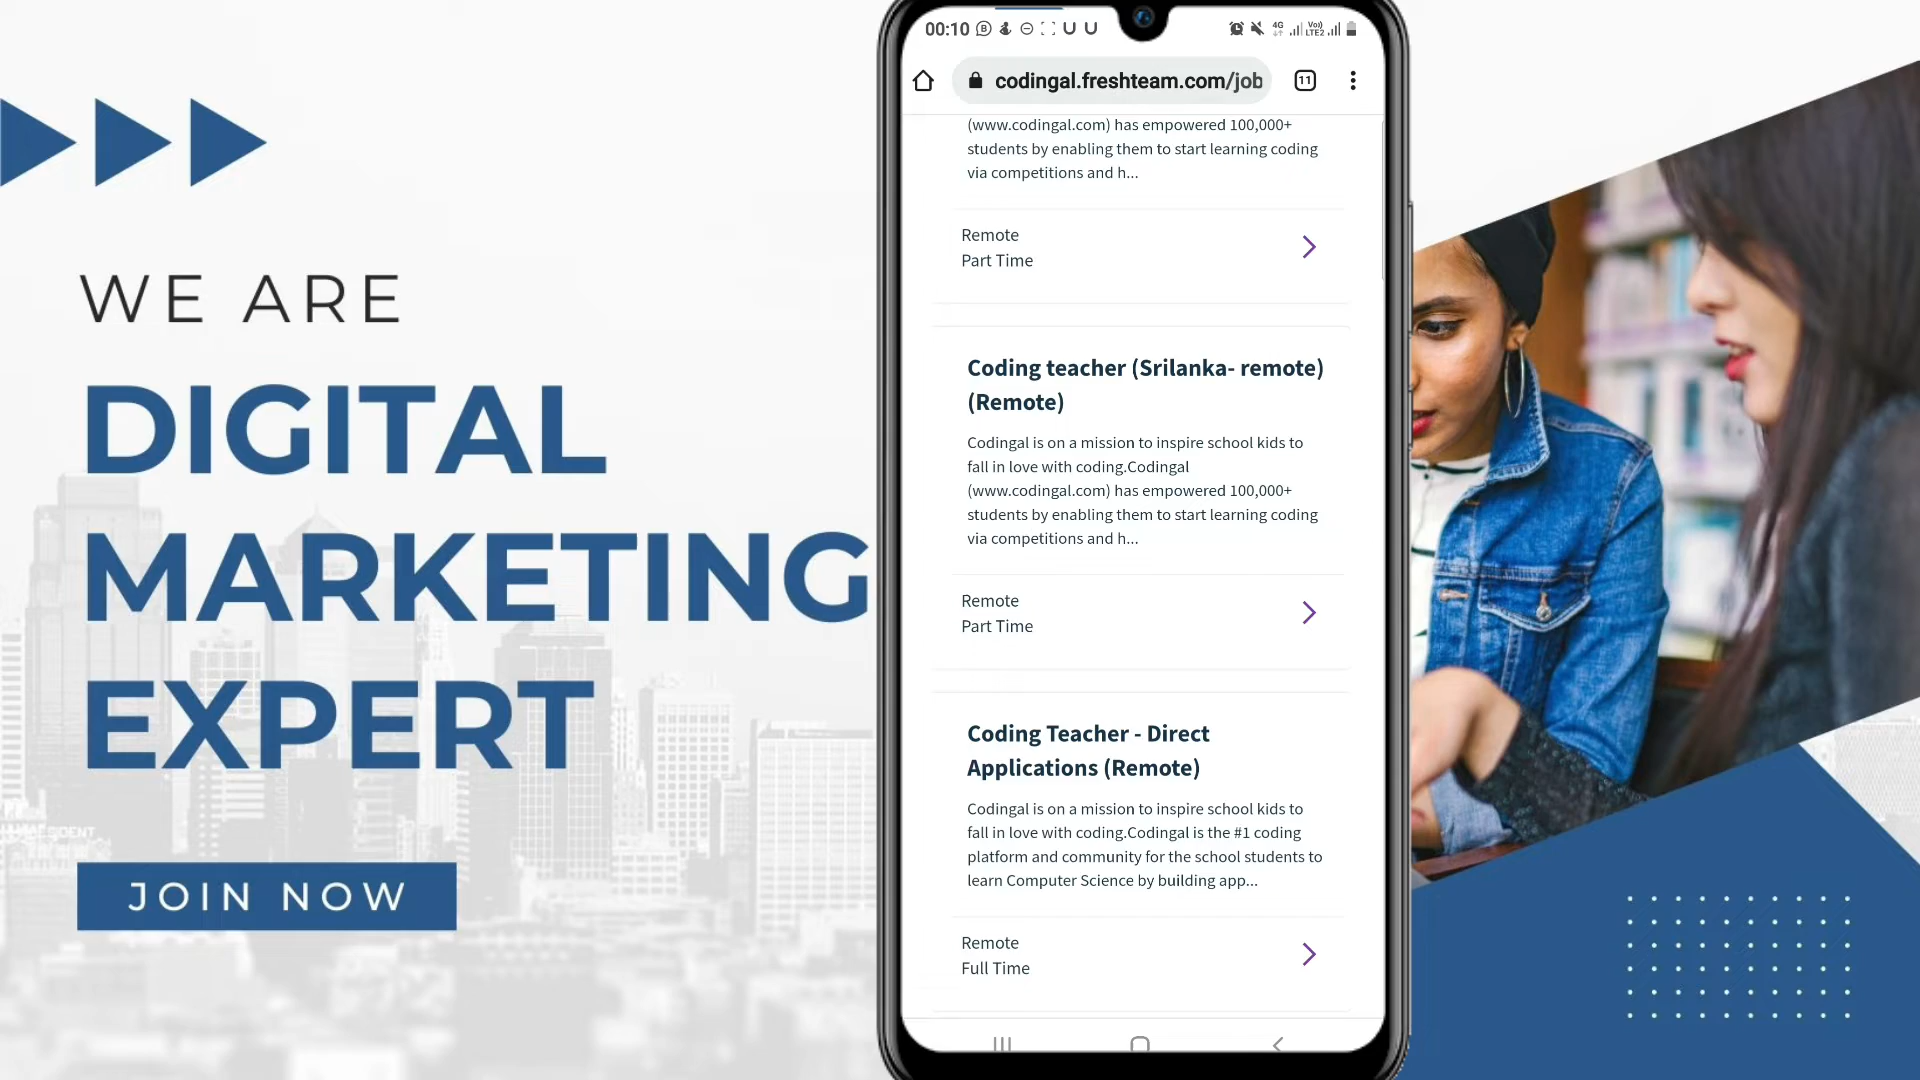 WE ARE
DIGITAL
MARKETING
EXPERT
JOIN NOW
00:10
4G
Vo))
LTE2
codingal.freshteam.com/job
11
(www.codingal.com) has empowered 100,000+
students by enabling them to start learning coding
via competitions and h...
Remote
Part Time
Coding teacher (Srilanka- remote)
(Remote)
Codingal is on a mission to inspire school kids to
fall in love with coding.Codingal
(www.codingal.com) has empowered 100,000+
students by enabling them to start learning coding
via competitions and h...
Remote
Part Time
Coding Teacher - Direct
Applications (Remote)
Codingal is on a mission to inspire school kids to
fall in love with coding.Codingal is the #1 coding
platform and community for the school students to
learn Computer Science by building app...
Remote
Full Time